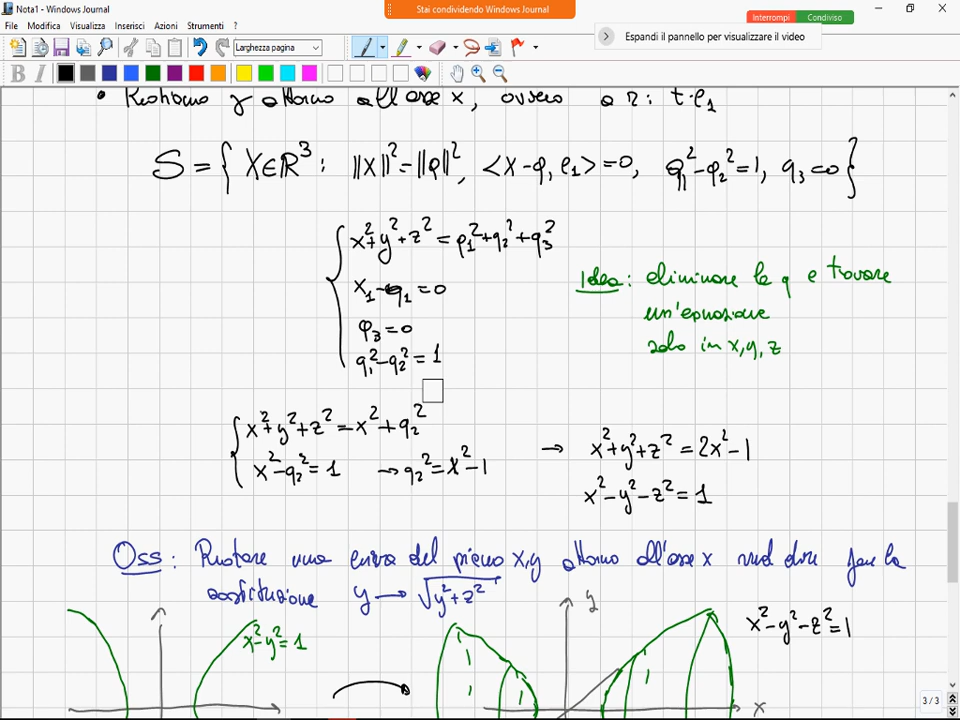 Nota1 - Windows Journal
Stai condividendo Windows Journal
Interrompi Condiviso
File Modifica Visualizza Inserisci Azioni Strumenti ?
Espandi il pannello per visualizzare il video
Larghezza pagina
B I
• Ruotiamo γ attorno all'asse x, ovvero a r: t·e₁
S = { X∈ℝ³ : ‖X‖² = ‖q‖², <X-q, e₁> = 0, q₁²-q₂² = 1, q₃ = 0 }
x²+y²+z² = q₁²+q₂²+q₃²
x₁-q₁ = 0
q₃ = 0
q₁²-q₂² = 1
Idea: eliminare le q e trovare
un'equazione
solo in x,y,z
x²+y²+z² = x²+q₂²
x²-q₂² = 1 → q₂² = x²-1
→ x²+y²+z² = 2x²-1
x²-y²-z² = 1
Oss: Ruotare una curva del piano x,y attorno all'asse x vuol dire fare la
sostituzione y → √(y²+z²)
x²-y²=1
y
x²-y²-z²=1
x
3 / 3